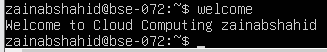 zainabshahid@bse-072:~$ welcome
Welcome to Cloud Computing zainabshahid
zainabshahid@bse-072:~$ _